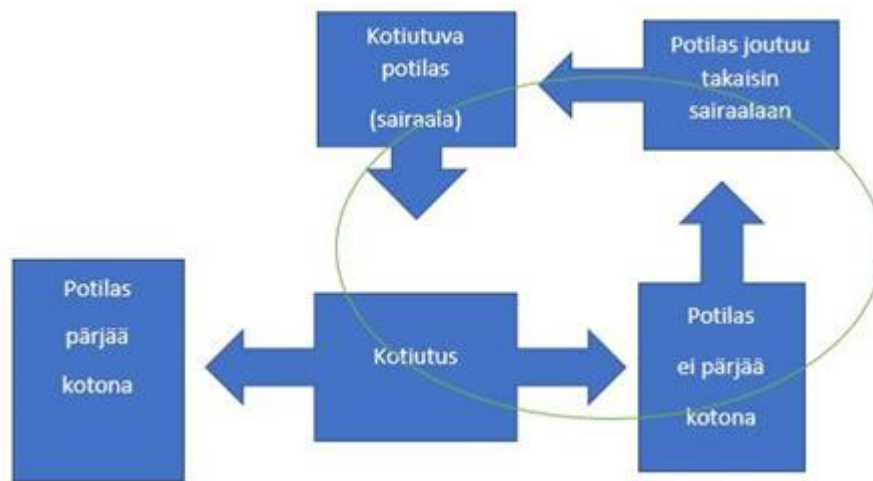 Kotiutuva
potilas
(sairaala)
Potilas joutuu
takaisin
sairaalaan
Potilas
pärjää
kotona
Kotiutus
Potilas
ei pärjää
kotona